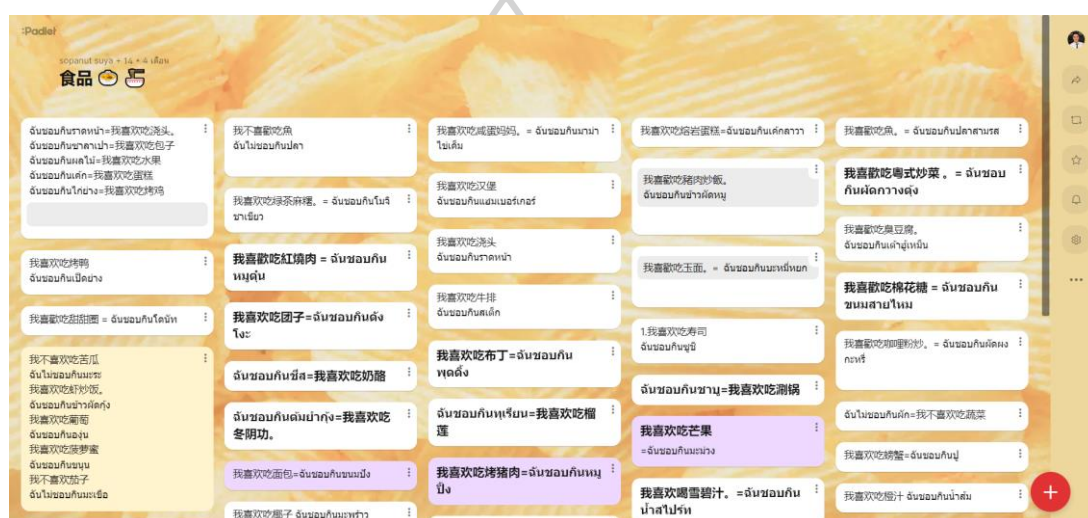 :Padlet
sopanut suya + 14 • 4 เดือน
食品
ฉันชอบกินราดหน้า=我喜欢吃浇头。
ฉันชอบกินซาลาเปา=我喜欢吃包子
ฉันชอบกินผลไม้=我喜欢吃水果
ฉันชอบกินเค้ก=我喜欢吃蛋糕
ฉันชอบกินไก่ย่าง=我喜欢吃烤鸡
我喜欢吃烤鸭
ฉันชอบกินเป็ดย่าง
我喜歡吃甜甜圈 = ฉันชอบกินโดนัท
我不喜欢吃苦瓜
ฉันไม่ชอบกินมะระ
我喜欢吃虾炒饭。
ฉันชอบกินข้าวผัดกุ้ง
我喜欢吃葡萄
ฉันชอบกินองุ่น
我喜欢吃菠萝蜜
ฉันชอบกินขนุน
我不喜欢茄子
ฉันไม่ชอบกินมะเขือ
我不喜歡吃魚
ฉันไม่ชอบกินปลา
我喜欢吃绿茶麻糬。 = ฉันชอบกินโมจิ
ชาเขียว
我喜歡吃紅燒肉 = ฉันชอบกิน
หมูตุ๋น
我喜欢吃团子=ฉันชอบกินดัง
โงะ
ฉันชอบกินชีส=我喜欢吃奶酪
ฉันชอบกินต้มยำกุ้ง=我喜欢吃
冬阴功。
我喜欢吃面包=ฉันชอบกินขนมปัง
我喜欢吃椰子 ฉันชอบกินมะพร้าว
我喜欢吃咸蛋妈妈。 = ฉันชอบกินมาม่า
ไข่เค็ม
我喜欢吃汉堡
ฉันชอบกินแฮมเบอร์เกอร์
我喜欢吃浇头
ฉันชอบกินราดหน้า
我喜欢吃牛排
ฉันชอบกินสเต็ก
我喜欢吃布丁=ฉันชอบกิน
พุดดิ้ง
ฉันชอบกินทุเรียน=我喜欢吃榴
莲
我喜欢吃烤猪肉=ฉันชอบกินหมู
ปิ้ง
我喜欢吃熔岩蛋糕=ฉันชอบกินเค้กลาวา
我喜歡吃豬肉炒飯。
ฉันชอบกินข้าวผัดหมู
我喜歡吃玉面。 = ฉันชอบกินบะหมี่หยก
1.我喜欢吃寿司
ฉันชอบกินซูชิ
ฉันชอบกินชาบู=我喜欢吃涮锅
我喜欢吃芒果
=ฉันชอบกินมะม่วง
我喜欢喝雪碧汁。 =ฉันชอบกิน
น้ำสไปร์ท
我喜歡吃魚。 = ฉันชอบกินปลาสามรส
我喜歡吃粵式炒菜 。 = ฉันชอบ
กินผัดกวางตุ้ง
我喜歡吃臭豆腐。
ฉันชอบกินเต้าหู้เหม็น
我喜歡吃棉花糖 = ฉันชอบกิน
ขนมสายไหม
我喜歡吃咖哩粉炒。 = ฉันชอบกินผัดผง
กะหรี่
ฉันไม่ชอบกินผัก=我不喜欢吃蔬菜
我喜欢吃螃蟹=ฉันชอบกินปู
我喜欢吃橙汁 ฉันชอบกินน้ำส้ม